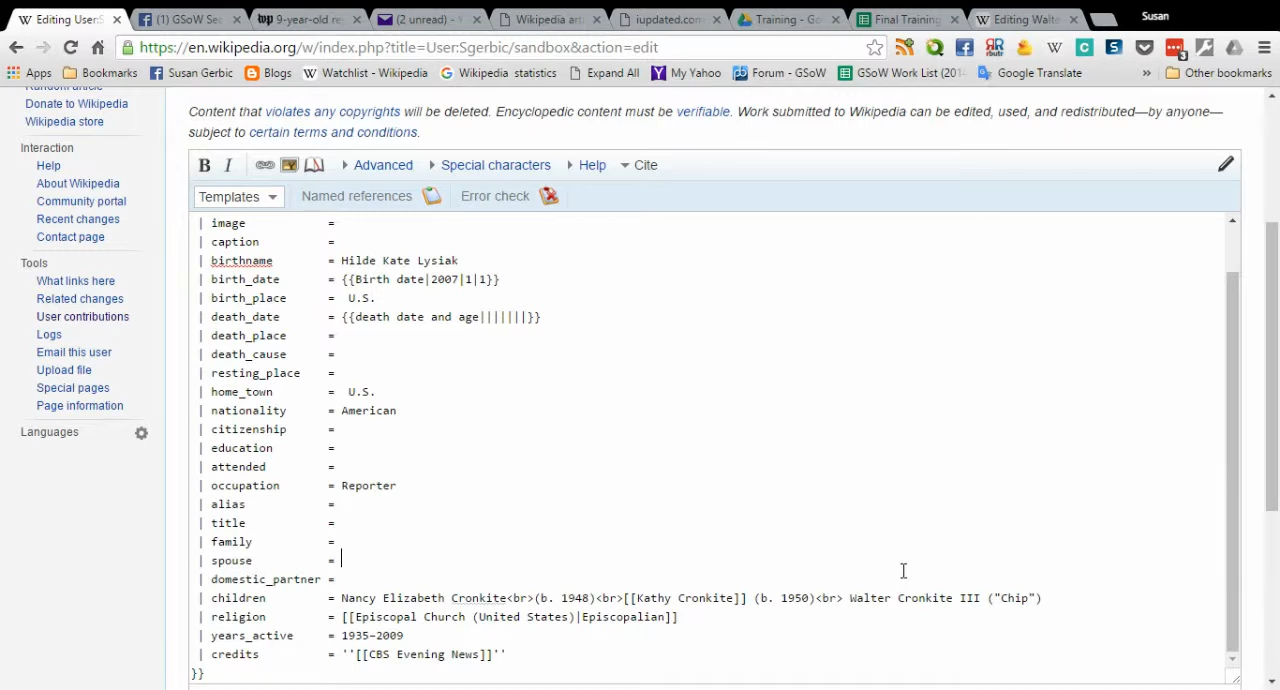 Editing User:S
(1) GSoW Sec
9-year-old re
(2 unread) - Y
Wikipedia arti
iupdated.com
Training - Go
Final Training
Editing Walte
Susan
https://en.wikipedia.org/w/index.php?title=User:Sgerbic/sandbox&action=edit
Apps Bookmarks Susan Gerbic Blogs Watchlist - Wikipedia Wikipedia statistics Expand All My Yahoo Forum - GSoW GSoW Work List (201 Google Translate » Other bookmarks
Random article
Donate to Wikipedia
Wikipedia store
Interaction
Help
About Wikipedia
Community portal
Recent changes
Contact page
Tools
What links here
Related changes
User contributions
Logs
Email this user
Upload file
Special pages
Page information
Languages
Content that violates any copyrights will be deleted. Encyclopedic content must be verifiable. Work submitted to Wikipedia can be edited, used, and redistributed—by anyone—
subject to certain terms and conditions.
B I Advanced Special characters Help Cite
Templates Named references Error check
| image =
| caption =
| birthname = Hilde Kate Lysiak
| birth_date = {{Birth date|2007|1|1}}
| birth_place = U.S.
| death_date = {{death date and age|||||||}}
| death_place =
| death_cause =
| resting_place =
| home_town = U.S.
| nationality = American
| citizenship =
| education =
| attended =
| occupation = Reporter
| alias =
| title =
| family =
| spouse =
| domestic_partner =
| children = Nancy Elizabeth Cronkite<br>(b. 1948)<br>[[Kathy Cronkite]] (b. 1950)<br> Walter Cronkite III ("Chip")
| religion = [[Episcopal Church (United States)|Episcopalian]]
| years_active = 1935–2009
| credits = ''[[CBS Evening News]]''
}}